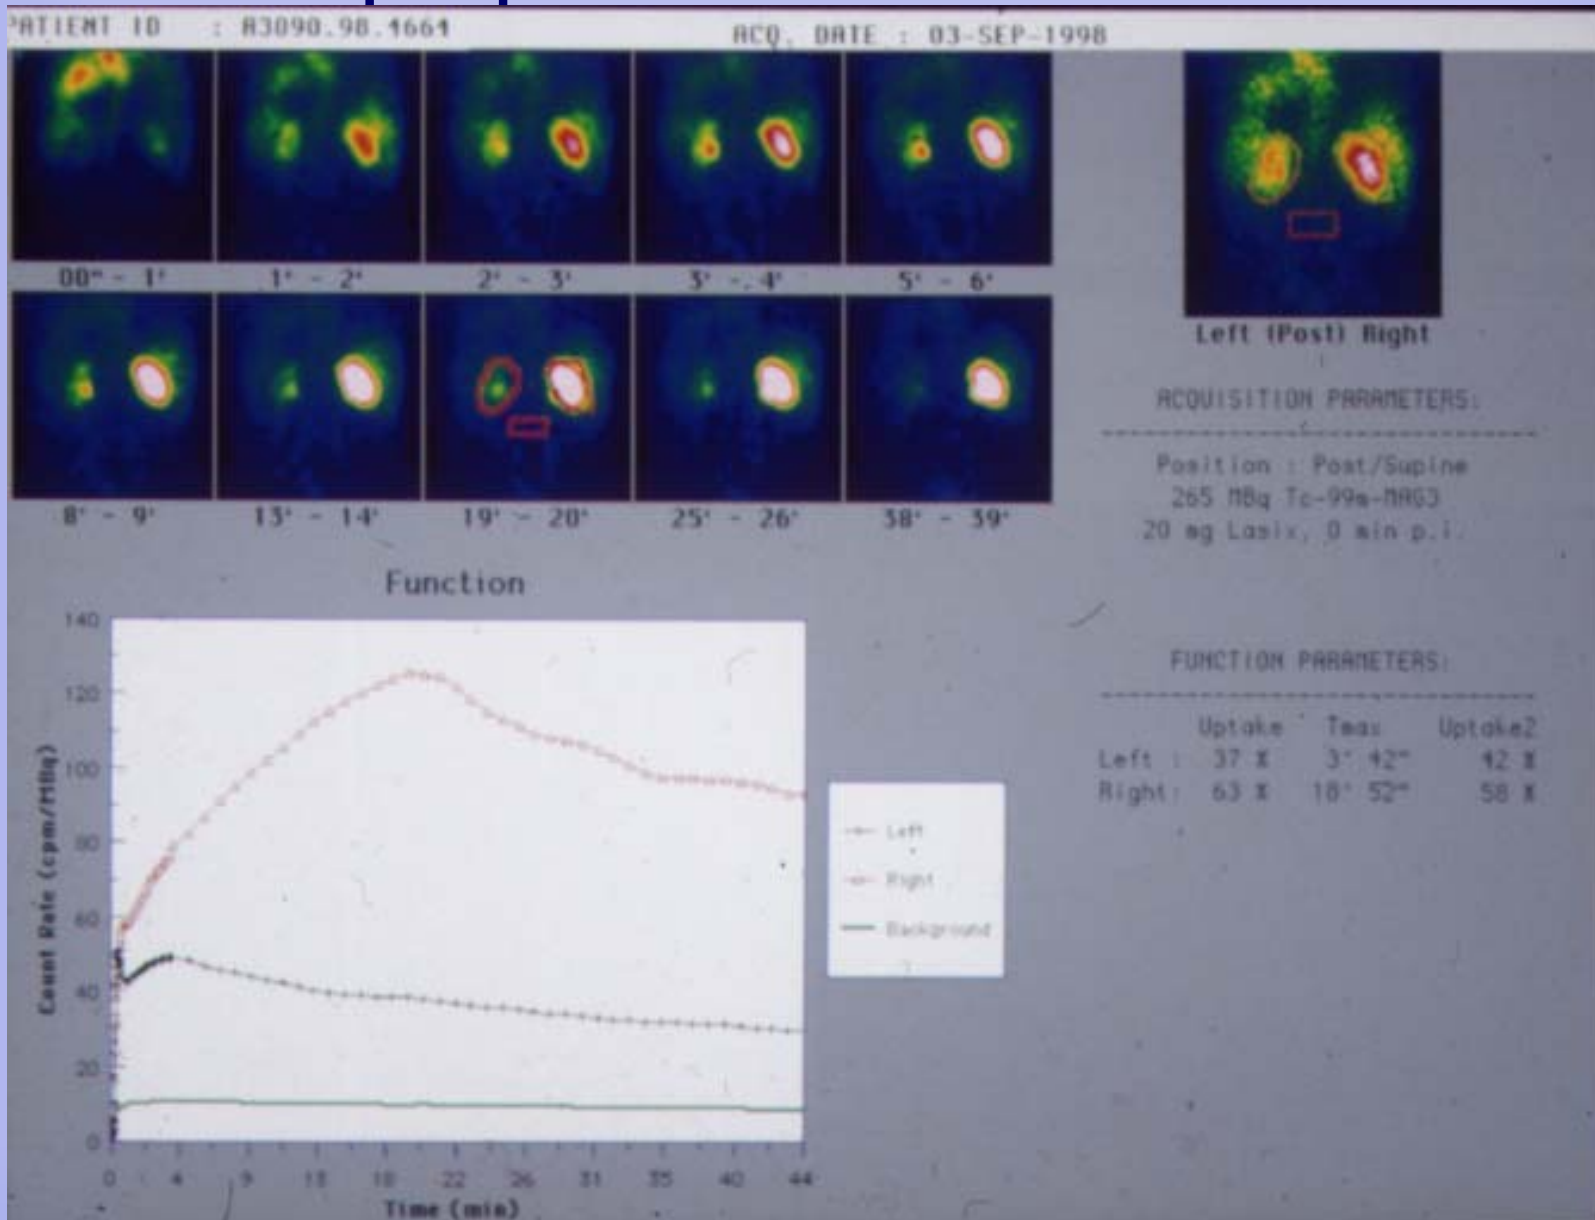 PATIENT ID : A3090.98.1664
ACQ. DATE : 03-SEP-1998
00" - 1'
1' - 2'
2' - 3'
3' - 4'
5' - 6'
8' - 9'
13' - 14'
19' - 20'
25' - 26'
38' - 39'
Left (Post) Right
ACQUISITION PARAMETERS:
Position : Post/Supine
265 MBq Tc-99m-MAG3
20 mg Lasix, 0 min p.i.
Function
140
120
100
80
60
40
20
0
Count Rate (cpm/MBq)
0 4 9 13 18 22 26 31 35 40 44
Time (min)
Left
Right
Background
FUNCTION PARAMETERS:
Uptake Tmax Uptake2
Left : 37 % 3' 42" 42 %
Right: 63 % 18' 52" 58 %